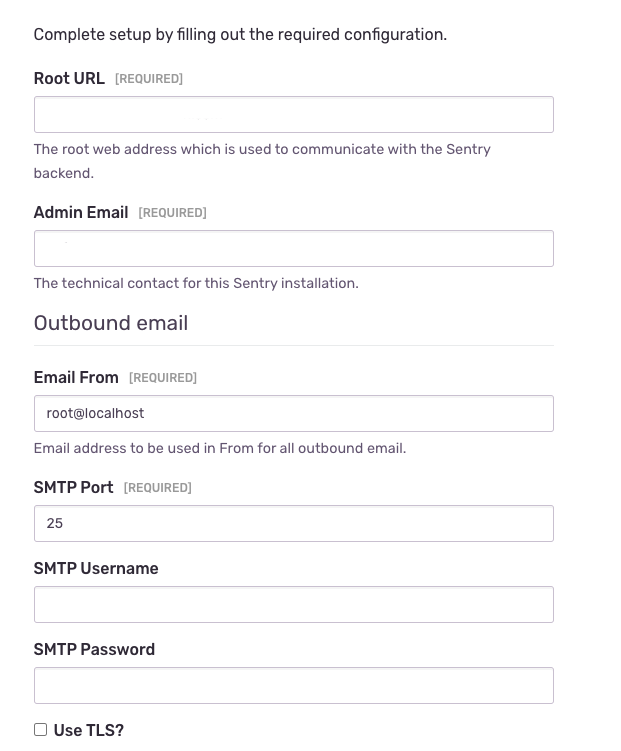 Complete setup by filling out the required configuration.
Root URL [REQUIRED]
The root web address which is used to communicate with the Sentry
backend.
Admin Email [REQUIRED]
The technical contact for this Sentry installation.
Outbound email
Email From [REQUIRED]
root@localhost
Email address to be used in From for all outbound email.
SMTP Port [REQUIRED]
25
SMTP Username
SMTP Password
Use TLS?